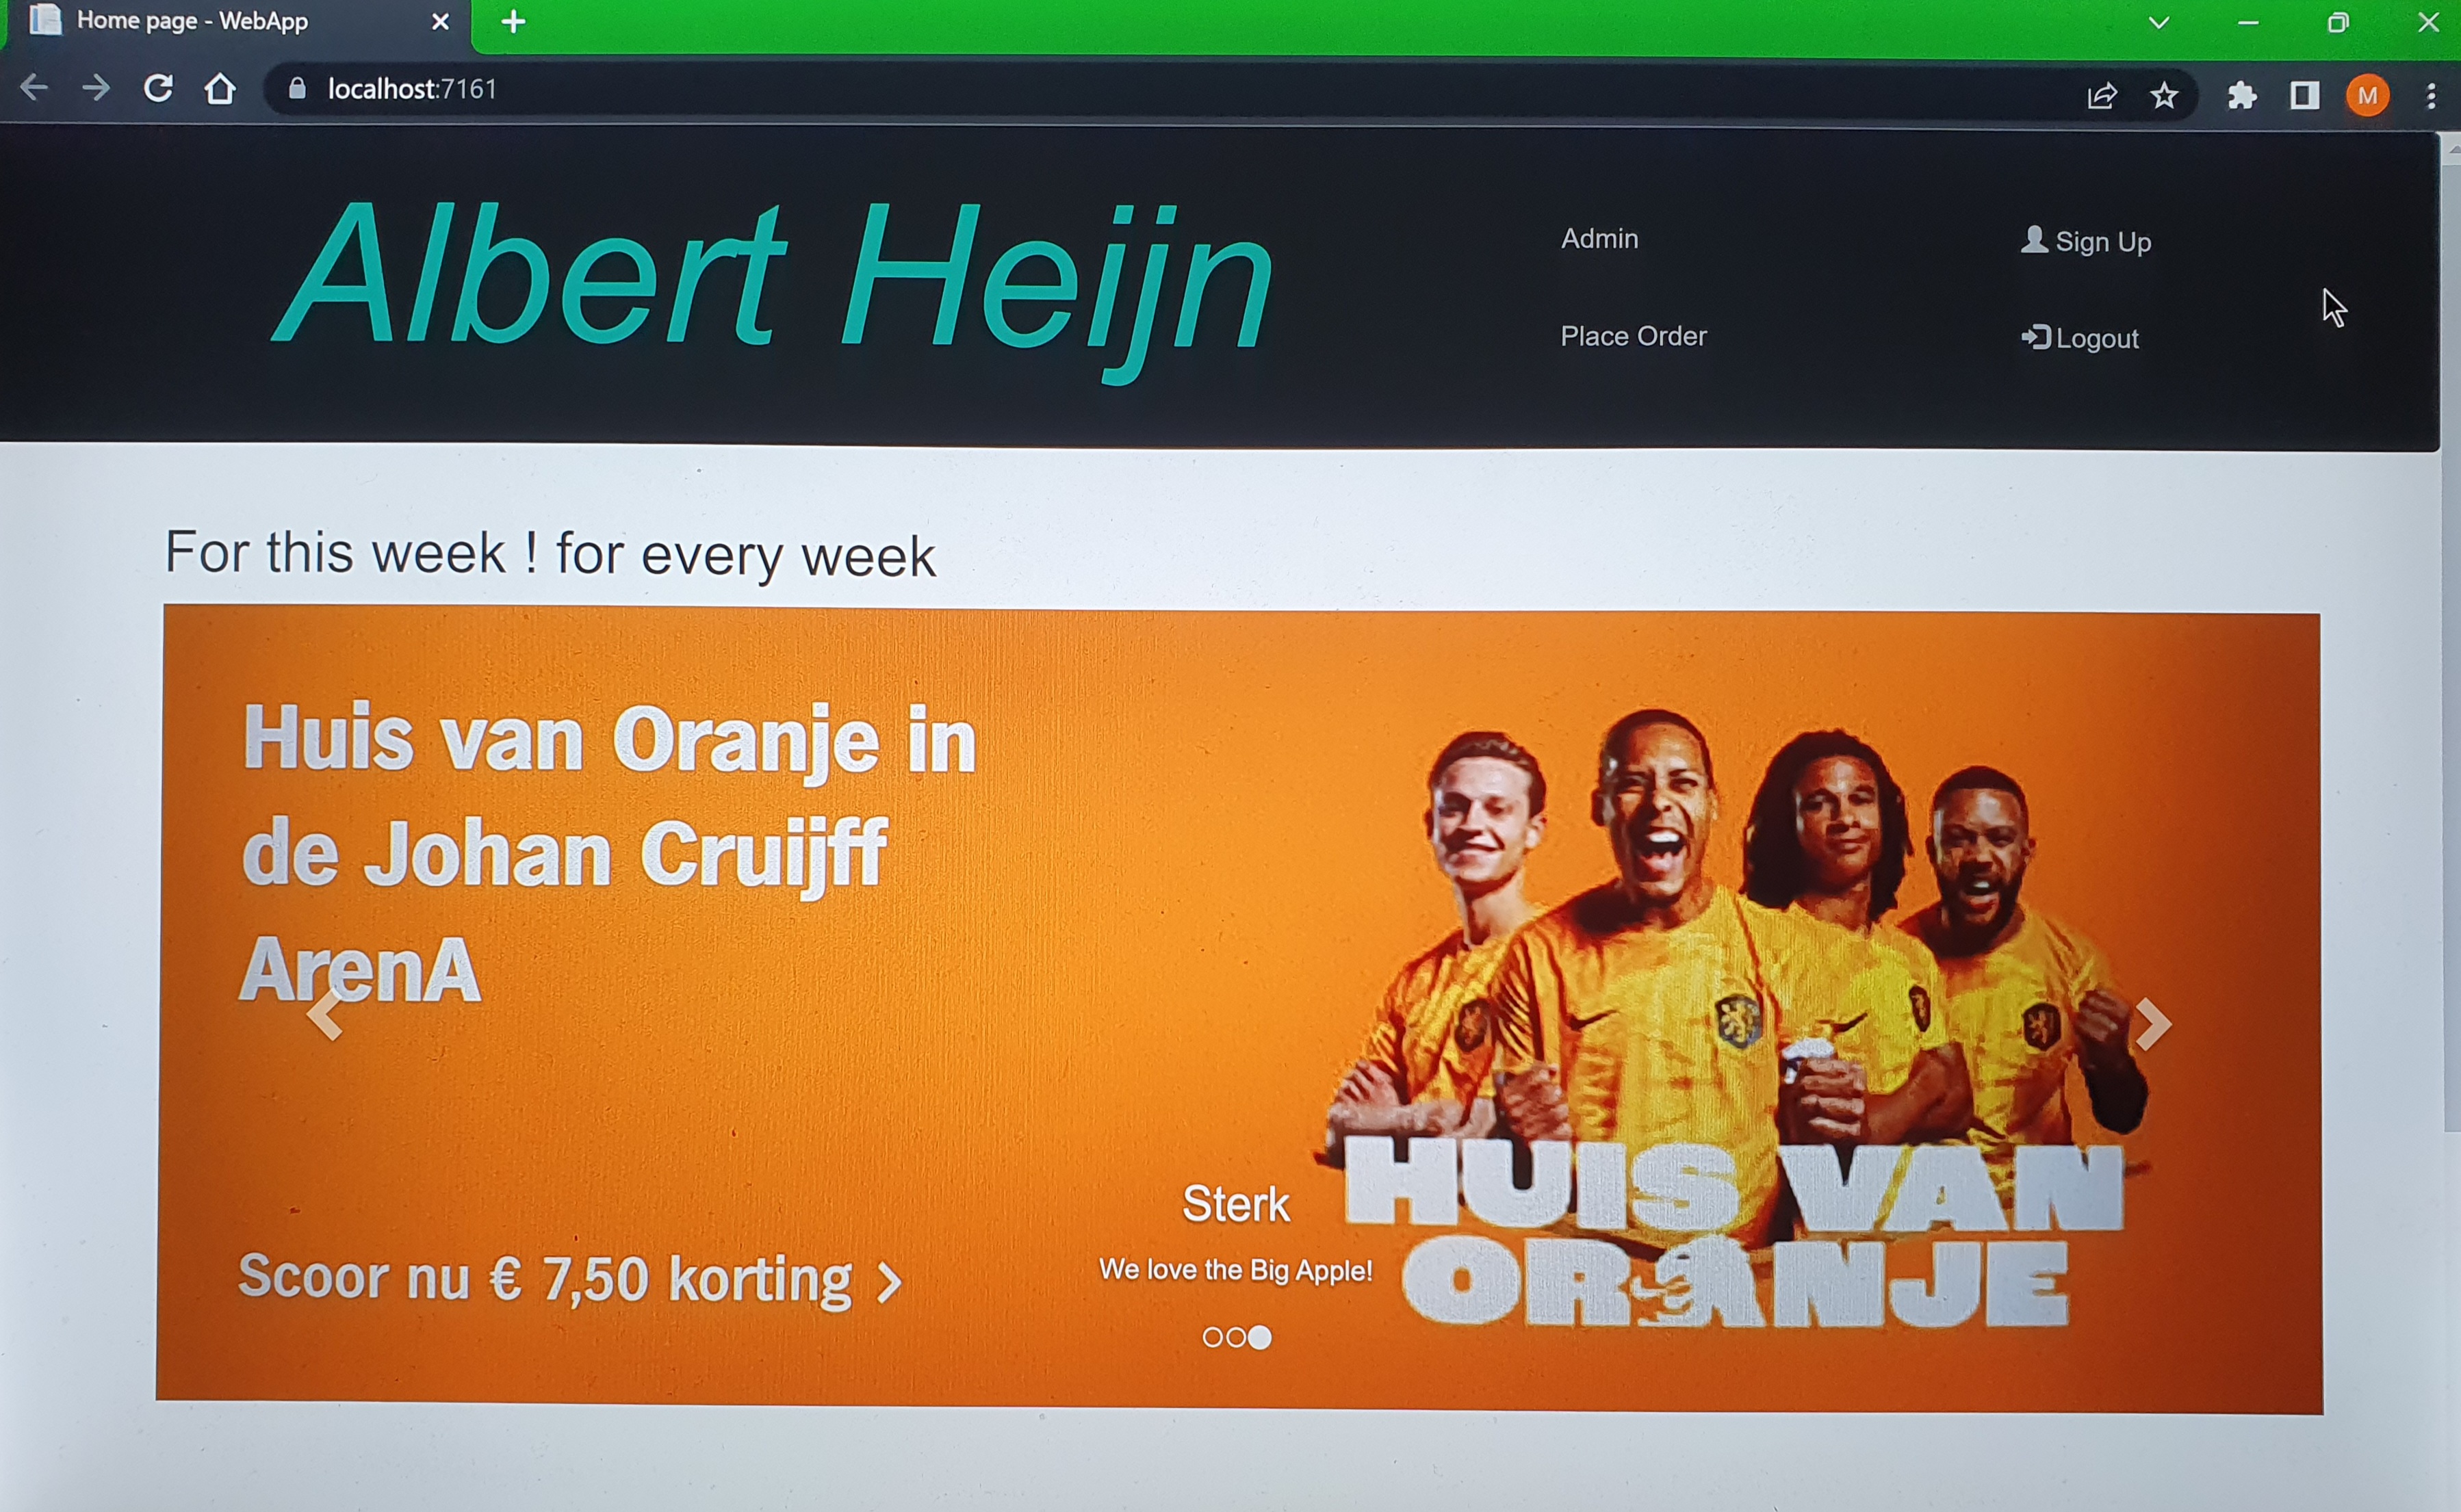 Home page - WebApp
localhost:7161
M
Albert Heijn
Admin
Sign Up
Place Order
Logout
For this week ! for every week
Huis van Oranje in
de Johan Cruijff
ArenA
Scoor nu € 7,50 korting
Sterk
We love the Big Apple!
HUIS VAN
ORANJE